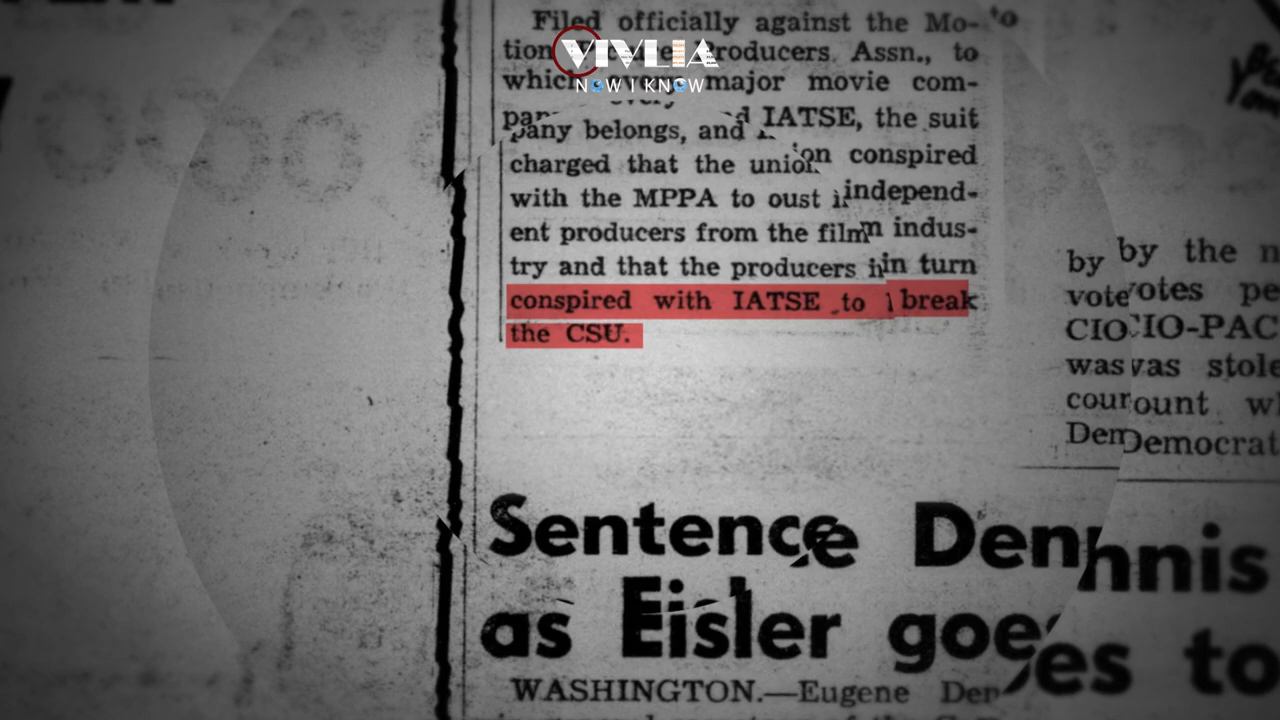 Filed officially against the Mo-
VIVLIA
NOW I KNOW
tion Picture Producers Assn., to
which every major movie com-
pany belongs, and IATSE, the suit
charged that the union conspired
with the MPPA to oust independ-
ent producers from the film indus-
try and that the producers in turn
conspired with IATSE to break
the CSU.
by the
votes
CIO-PAC
was
count
Democrat
Sentence Dennis
as Eisler goes to
WASHINGTON.—Eugene